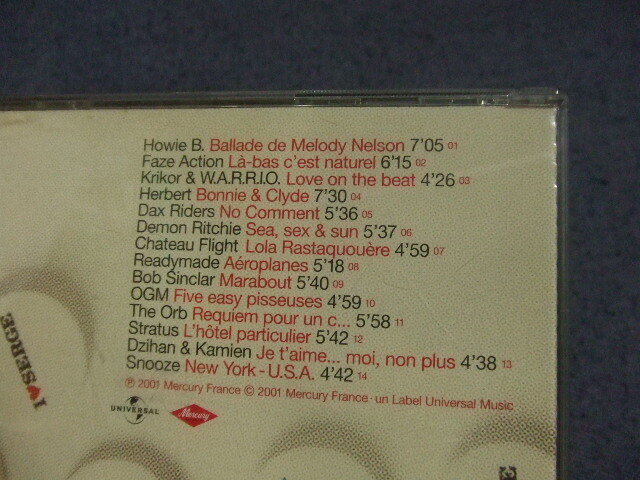 Howie B. Ballade de Melody Nelson 7'05 01
Faze Action Là-bas c'est naturel 6'15 02
Krikor & W.A.R.R.I.O. Love on the beat 4'26 03
Herbert Bonnie & Clyde 7'30 04
Dax Riders No Comment 5'36 05
Demon Ritchie Sea, sex & sun 5'37 06
Chateau Flight Lola Rastaquouère 4'59 07
Readymade Aéroplanes 5'18 08
Bob Sinclar Marabout 5'40 09
OGM Five easy pisseuses 4'59 10
The Orb Requiem pour un c... 5'58 11
Stratus L'hôtel particulier 5'42 12
Dzihan & Kamien Je t'aime... moi, non plus 4'38 13
Snooze New York - U.S.A. 4'42 14
℗ 2001 Mercury France © 2001 Mercury France · un Label Universal Music
UNIVERSAL
Mercury
I ♥ SERGE